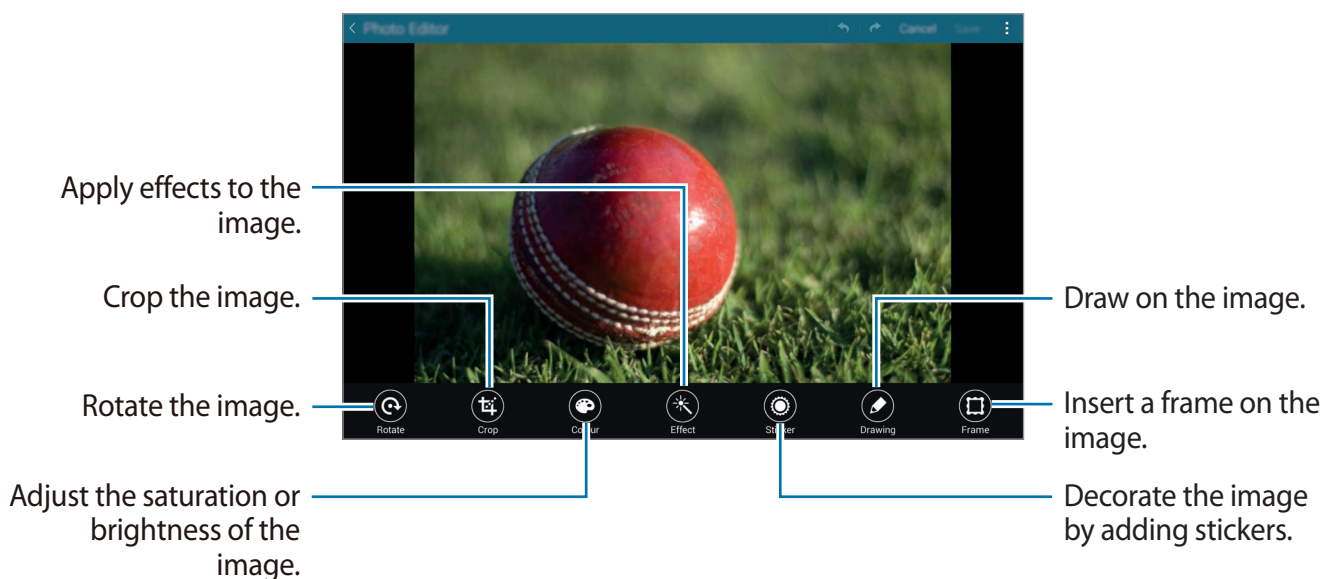 Photo Editor
Cancel
Save
Apply effects to the
image.
Crop the image.
Draw on the image.
Rotate the image.
Insert a frame on the
image.
Rotate
Crop
Colour
Effect
Sticker
Drawing
Frame
Adjust the saturation or
brightness of the
image.
Decorate the image
by adding stickers.